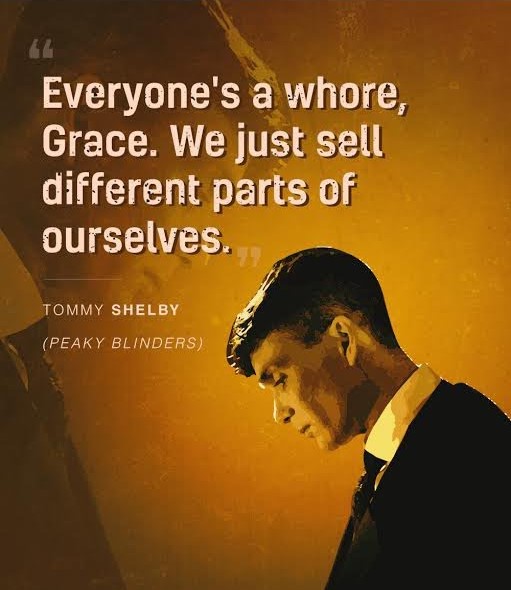 “
Everyone's a whore,
Grace. We just sell
different parts of
ourselves.”
TOMMY SHELBY
(PEAKY BLINDERS)